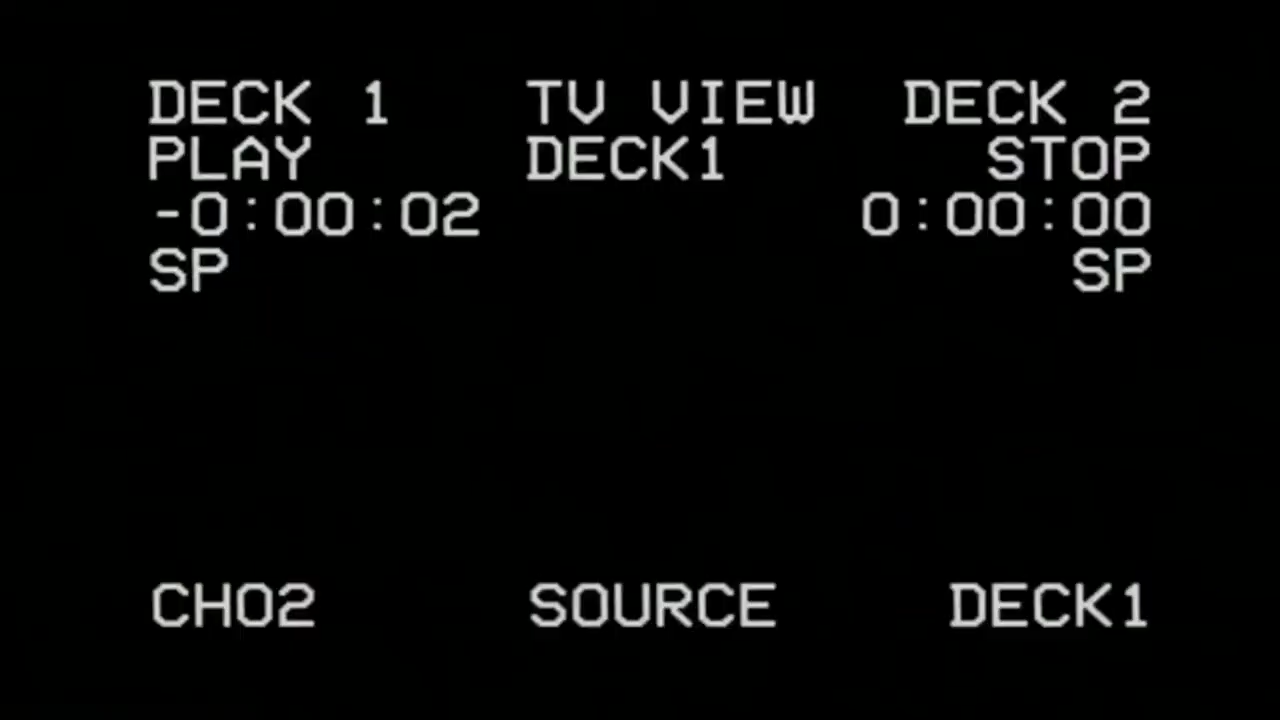 DECK 1 TV VIEW DECK 2
PLAY DECK1 STOP
-0:00:02 0:00:00
SP SP
CH02 SOURCE DECK1